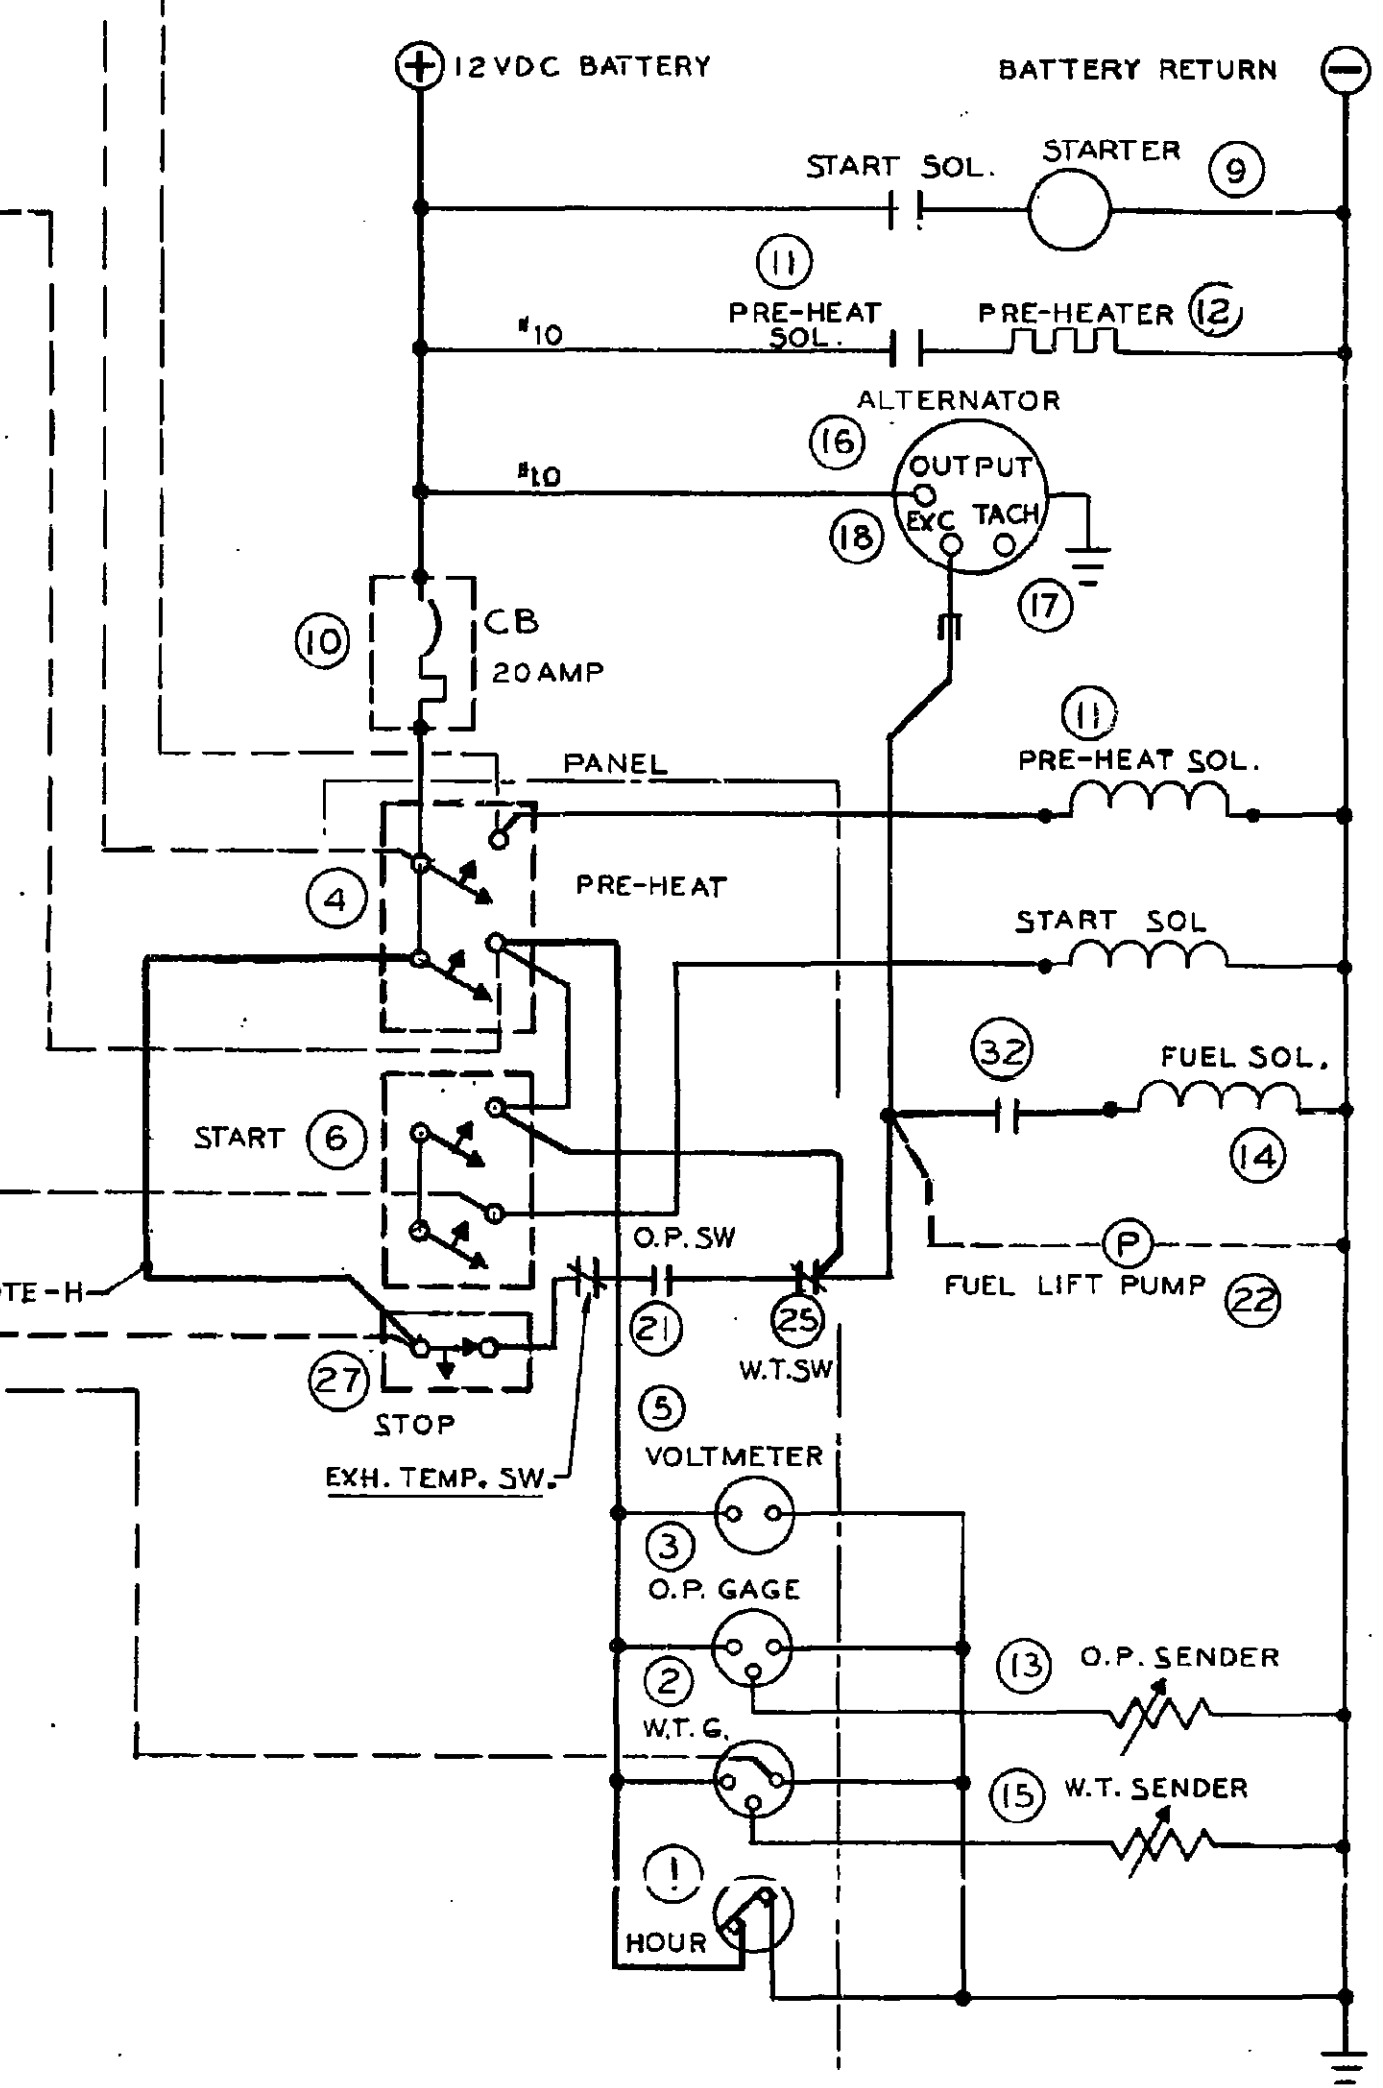 + 12VDC BATTERY
BATTERY RETURN −
START SOL.
STARTER
9
11
PRE-HEAT
SOL.
PRE-HEATER
12
#10
ALTERNATOR
16
OUTPUT
#10
EXC TACH
18
17
10
CB
20AMP
11
PANEL
PRE-HEAT SOL.
4
PRE-HEAT
START SOL
32
FUEL SOL.
START
6
14
O.P. SW
P
TE-H
FUEL LIFT PUMP
22
21
25
W.T.SW
27
STOP
5
VOLTMETER
EXH. TEMP. SW.
3
O.P. GAGE
13
O.P. SENDER
2
W.T.G.
15
W.T. SENDER
1
HOUR